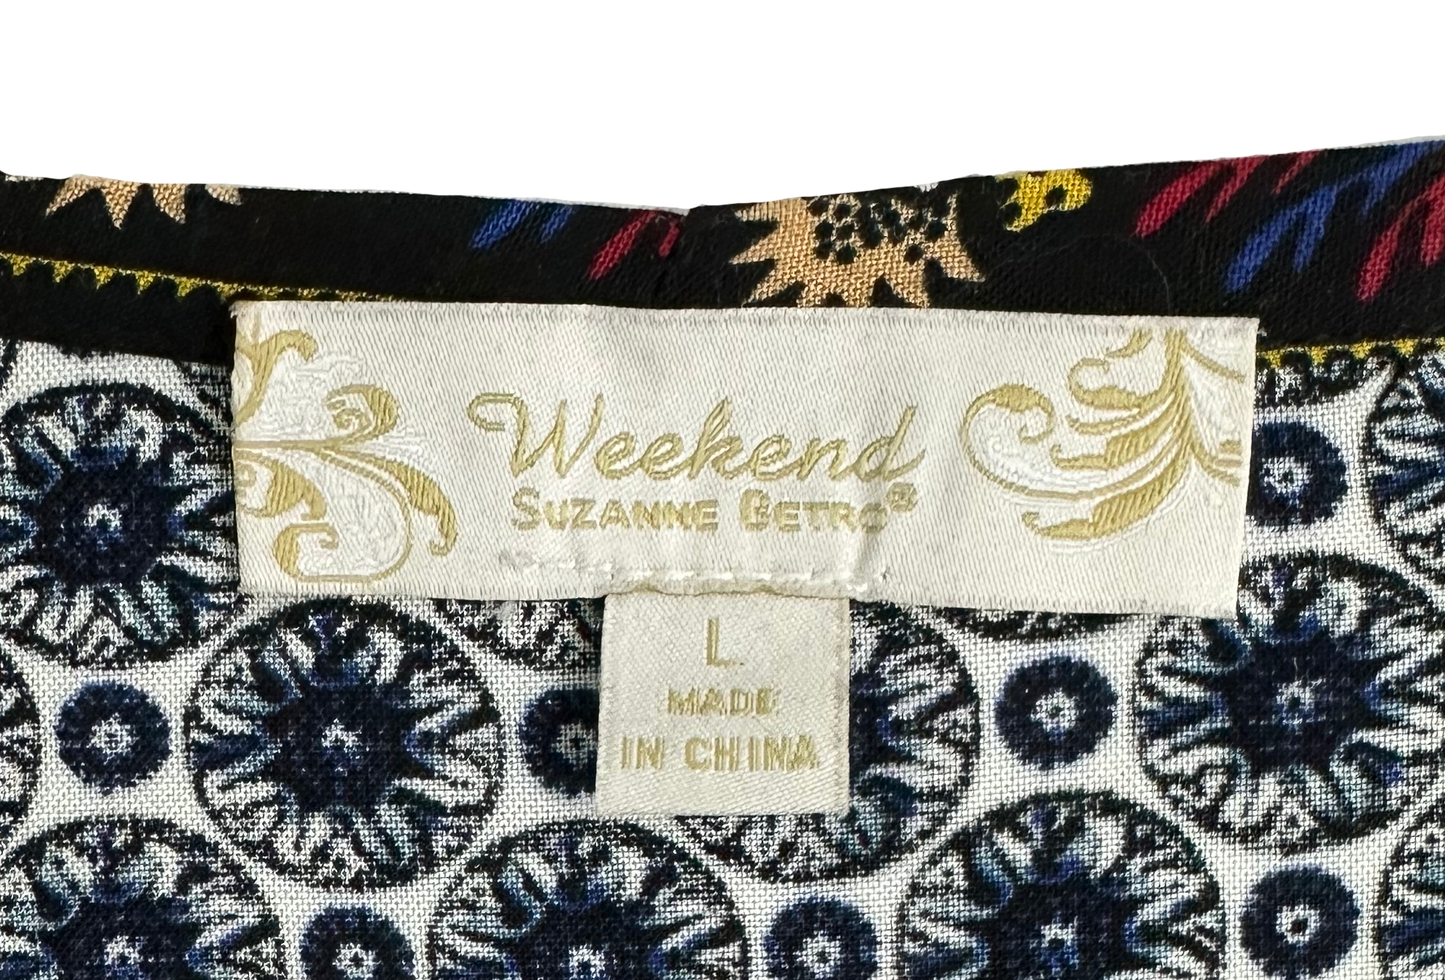 Weekend
SUZANNE BETRO®
L
MADE
IN CHINA